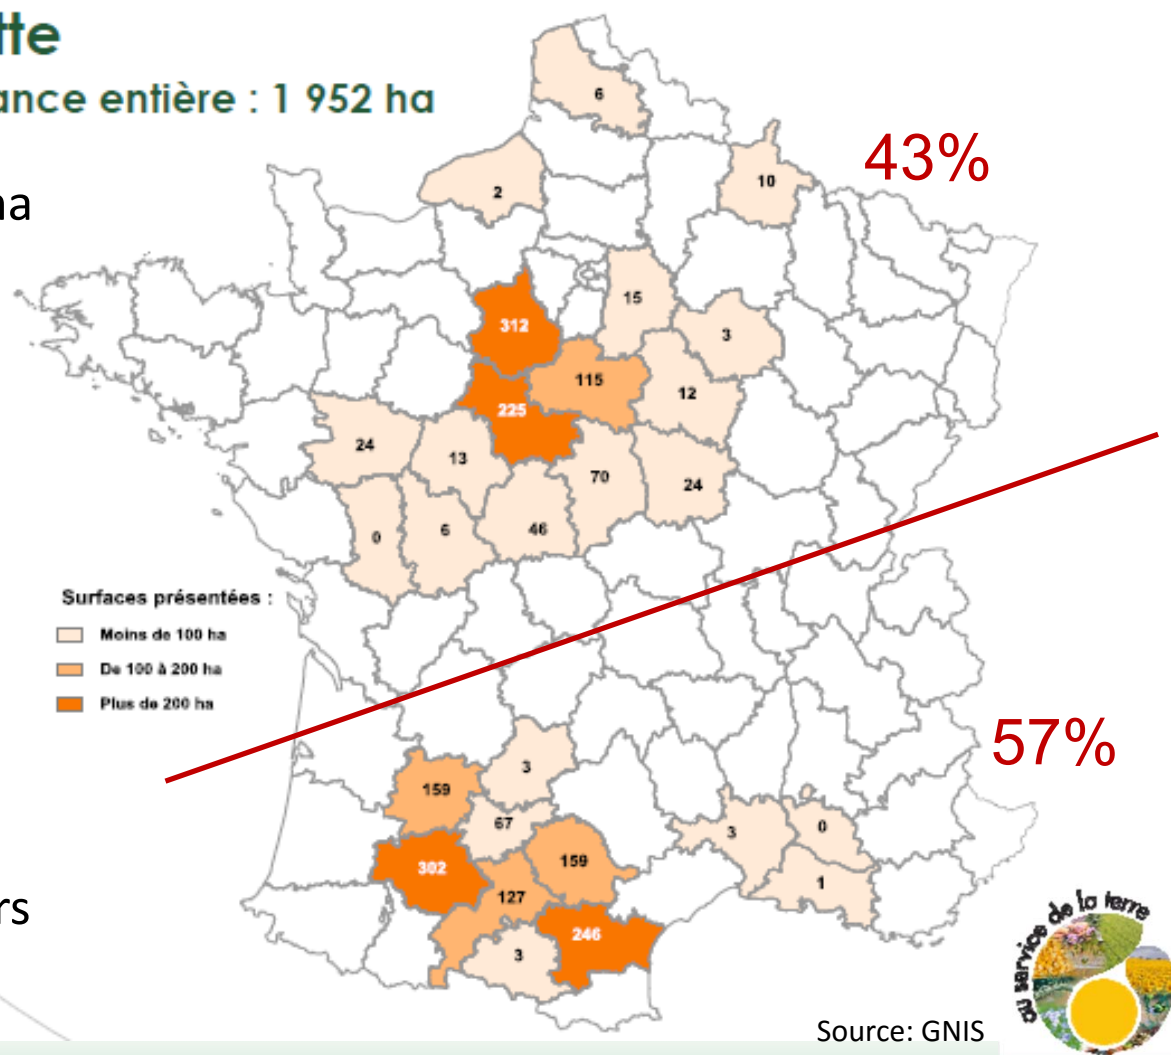 tte
ance entière : 1 952 ha
ha
43%
6
2
10
15
312
3
115
12
225
24
13
70
24
0
6
46
Surfaces présentées :
Moins de 100 ha
De 100 à 200 ha
Plus de 200 ha
57%
3
159
67
3
0
302
159
1
127
rs
246
3
au service de la terre
Source: GNIS